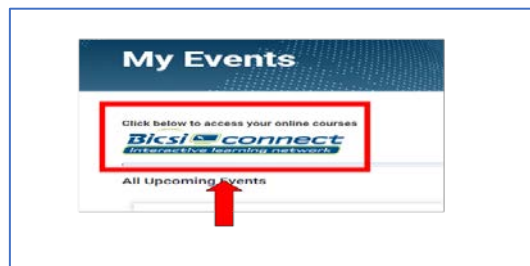 My Events
Click below to access your online courses
Bicsi connect
interactive learning network
All Upcoming Events